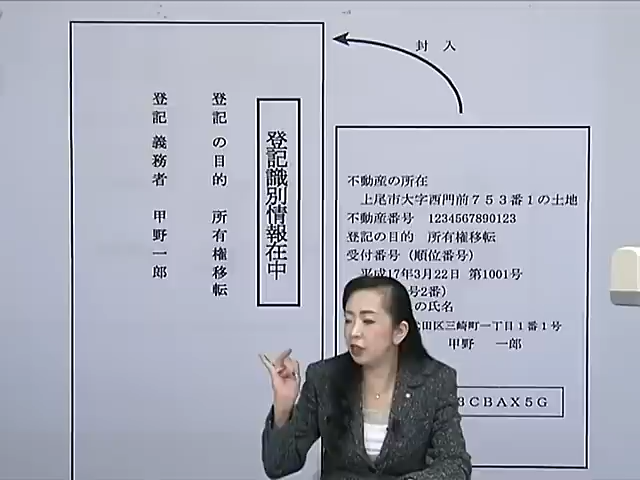 封入
登記識別情報在中
登記の目的 所有権移転
登記義務者 甲野一郎
不動産の所在
上尾市大字西門前753番1の土地
不動産番号 1234567890123
登記の目的 所有権移転
受付番号(順位番号)
平成17年3月22日 第1001号
号2番)
の氏名
田区三崎町一丁目1番1号
甲野 一郎
3CBAX5G